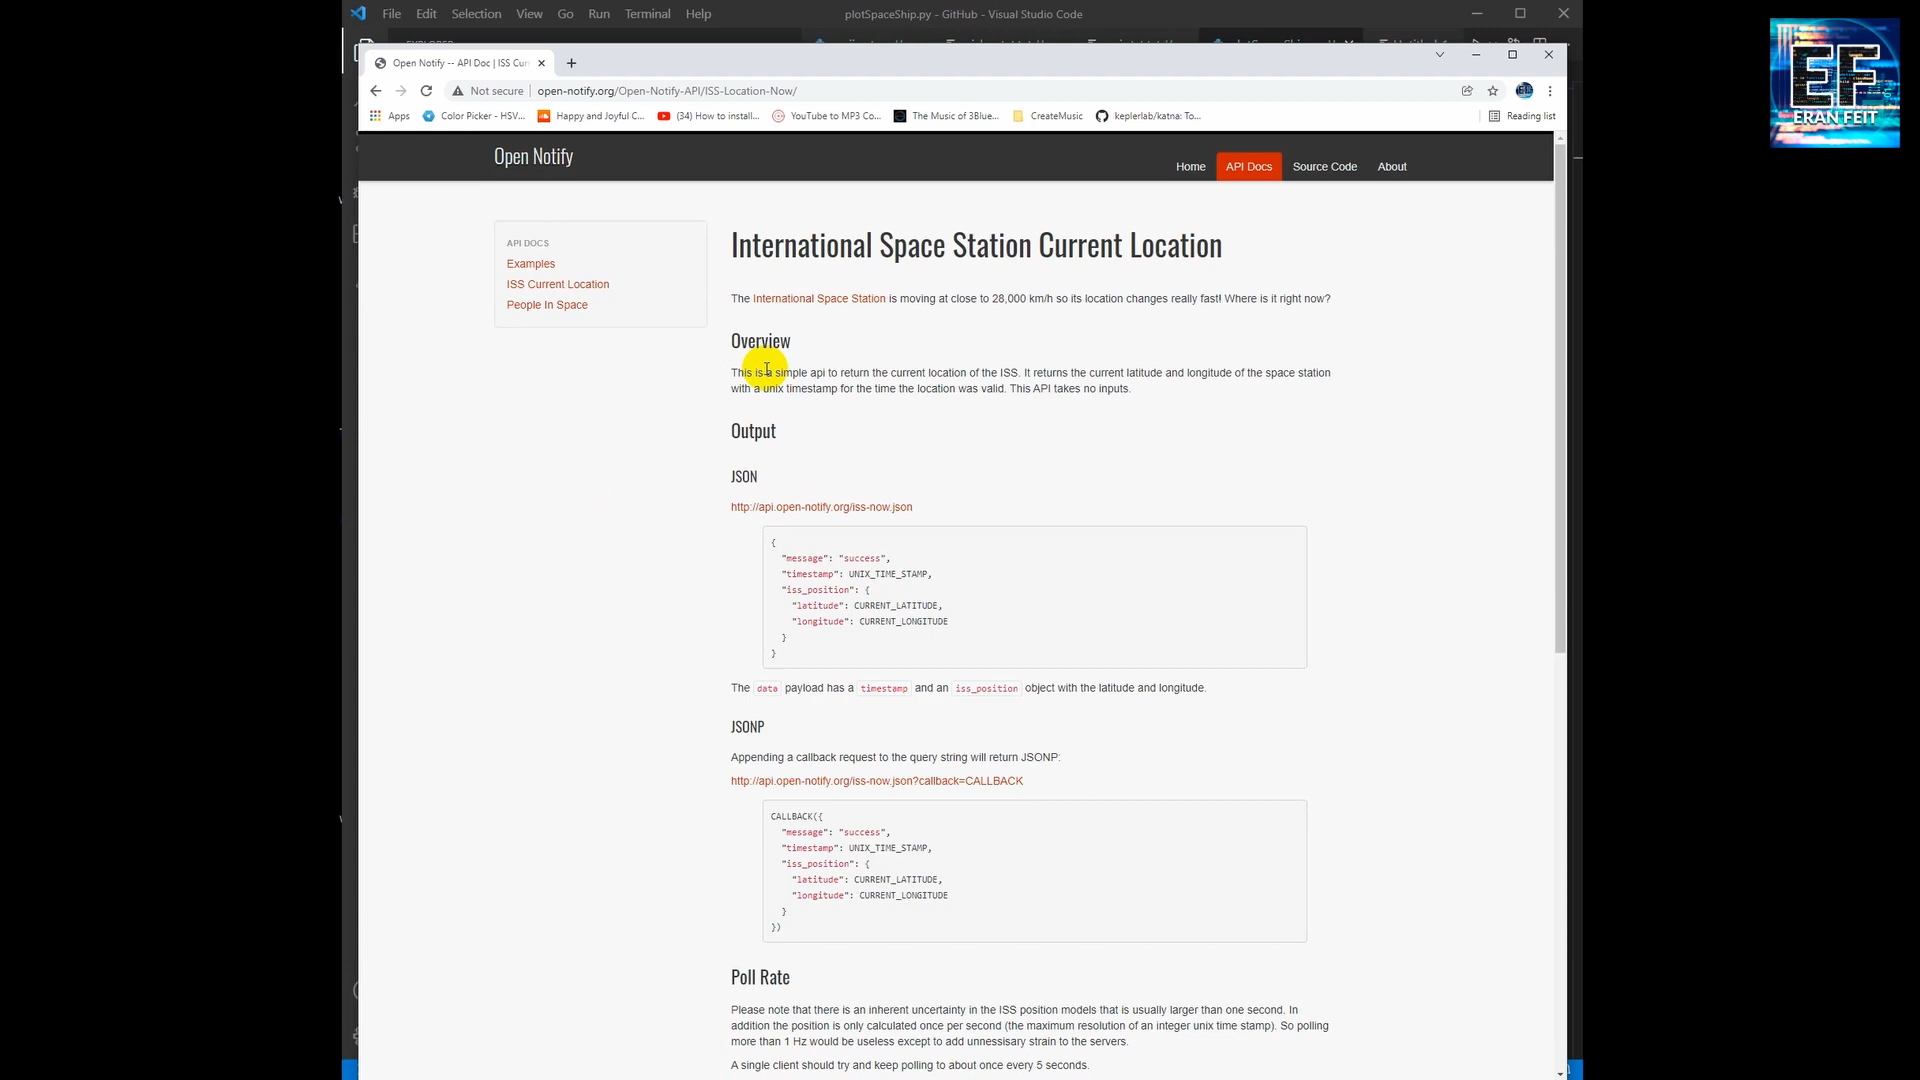 File Edit Selection View Go Run Terminal Help
plotSpaceShip.py - GitHub - Visual Studio Code
Open Notify -- API Doc | ISS Cur
Not secure | open-notify.org/Open-Notify-API/ISS-Location-Now/
Apps Color Picker - HSV... Happy and Joyful C... (34) How to install... YouTube to MP3 Co... The Music of 3Blue... CreateMusic keplerlab/katna: To... Reading list
EF
ERAN FEIT
Open Notify
Home API Docs Source Code About
API DOCS
Examples
ISS Current Location
People In Space
International Space Station Current Location
The International Space Station is moving at close to 28,000 km/h so its location changes really fast! Where is it right now?
Overview
This is a simple api to return the current location of the ISS. It returns the current latitude and longitude of the space station
with a unix timestamp for the time the location was valid. This API takes no inputs.
Output
JSON
http://api.open-notify.org/iss-now.json
{
"message": "success",
"timestamp": UNIX_TIME_STAMP,
"iss_position": {
"latitude": CURRENT_LATITUDE,
"longitude": CURRENT_LONGITUDE
}
}
The data payload has a timestamp and an iss_position object with the latitude and longitude.
JSONP
Appending a callback request to the query string will return JSONP:
http://api.open-notify.org/iss-now.json?callback=CALLBACK
CALLBACK({
"message": "success",
"timestamp": UNIX_TIME_STAMP,
"iss_position": {
"latitude": CURRENT_LATITUDE,
"longitude": CURRENT_LONGITUDE
}
})
Poll Rate
Please note that there is an inherent uncertainty in the ISS position models that is usually larger than one second. In
addition the position is only calculated once per second (the maximum resolution of an integer unix time stamp). So polling
more than 1 Hz would be useless except to add unnessisary strain to the servers.
A single client should try and keep polling to about once every 5 seconds.